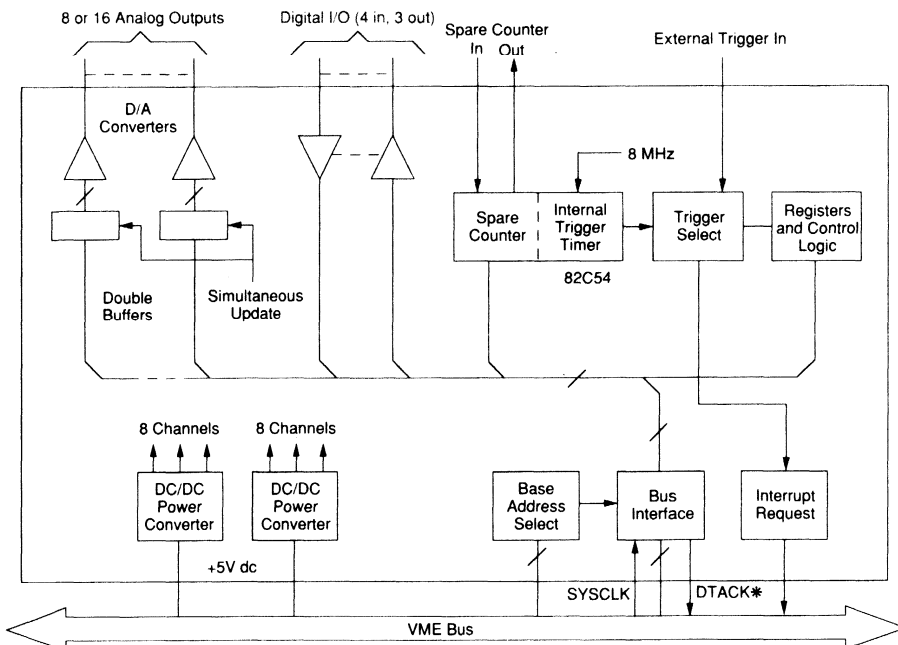 8 or 16 Analog Outputs
Digital I/O (4 in, 3 out)
Spare Counter
In Out
External Trigger In
D/A
Converters
8 MHz
Spare
Counter
Internal
Trigger
Timer
Trigger
Select
Registers
and Control
Logic
82C54
Double
Buffers
Simultaneous
Update
8 Channels
8 Channels
DC/DC
Power
Converter
DC/DC
Power
Converter
Base
Address
Select
Bus
Interface
Interrupt
Request
+5V dc
SYSCLK
DTACK*
VME Bus